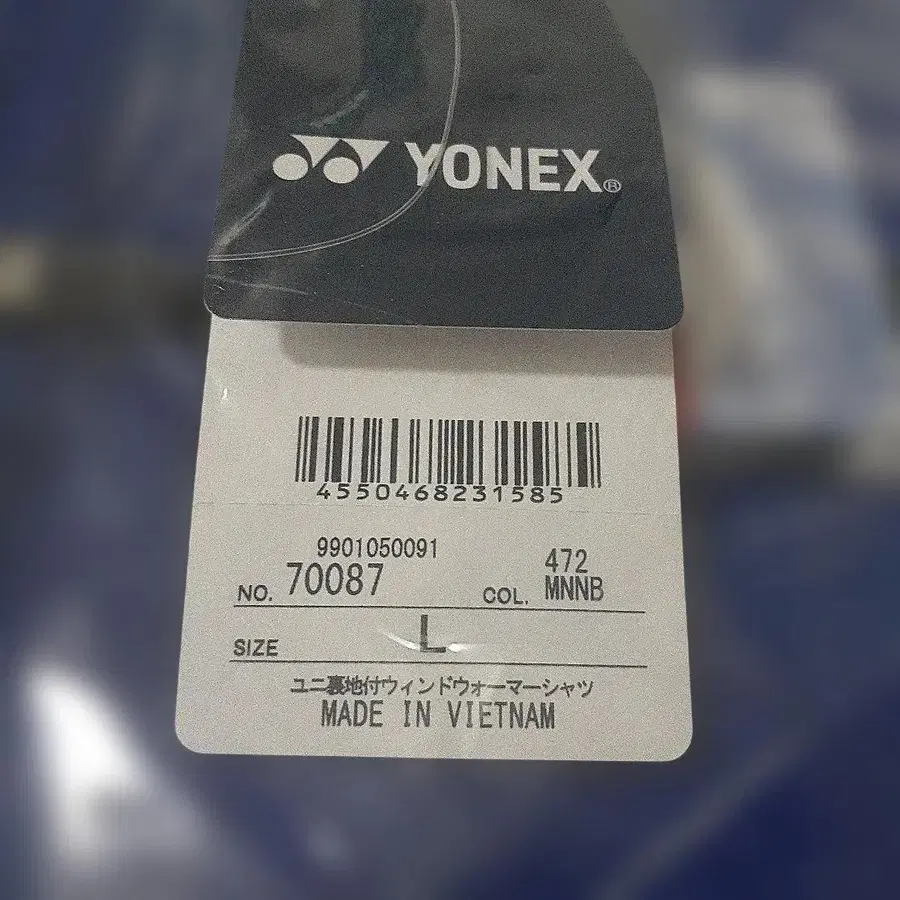 YONEX®
4550468231585
9901050091
NO. 70087
472
COL. MNNB
SIZE L
ユニ裏地付ウィンドウォーマーシャツ
MADE IN VIETNAM